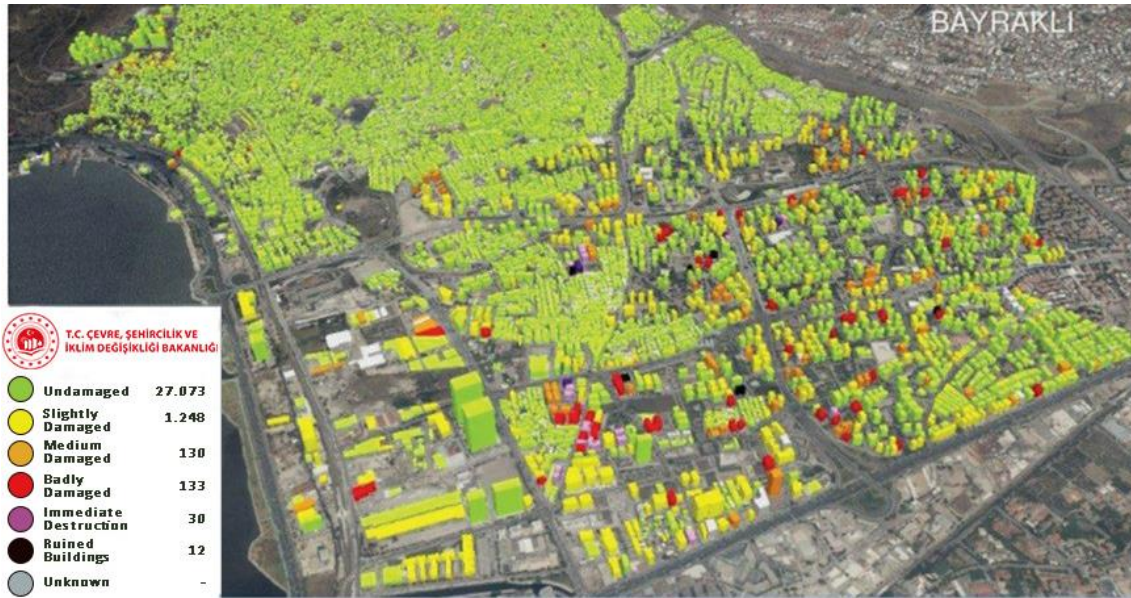 BAYRAKLI
T.C. ÇEVRE, ŞEHİRCİLİK VE
İKLİM DEĞİŞİKLİĞİ BAKANLIĞI
Undamaged 27.073
Slightly
Damaged 1.248
Medium
Damaged 130
Badly
Damaged 133
Immediate
Destruction 30
Ruined
Buildings 12
Unknown -